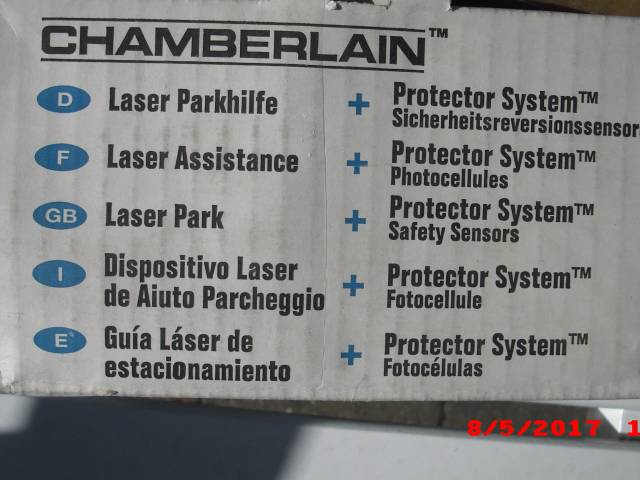 CHAMBERLAIN™
D Laser Parkhilfe + Protector System™
Sicherheitsreversionssensor
F Laser Assistance + Protector System™
Photocellules
GB Laser Park + Protector System™
Safety Sensors
I Dispositivo Laser
de Aiuto Parcheggio + Protector System™
Fotocellule
E Guía Láser de
estacionamiento + Protector System™
Fotocélulas
8/5/2017 1